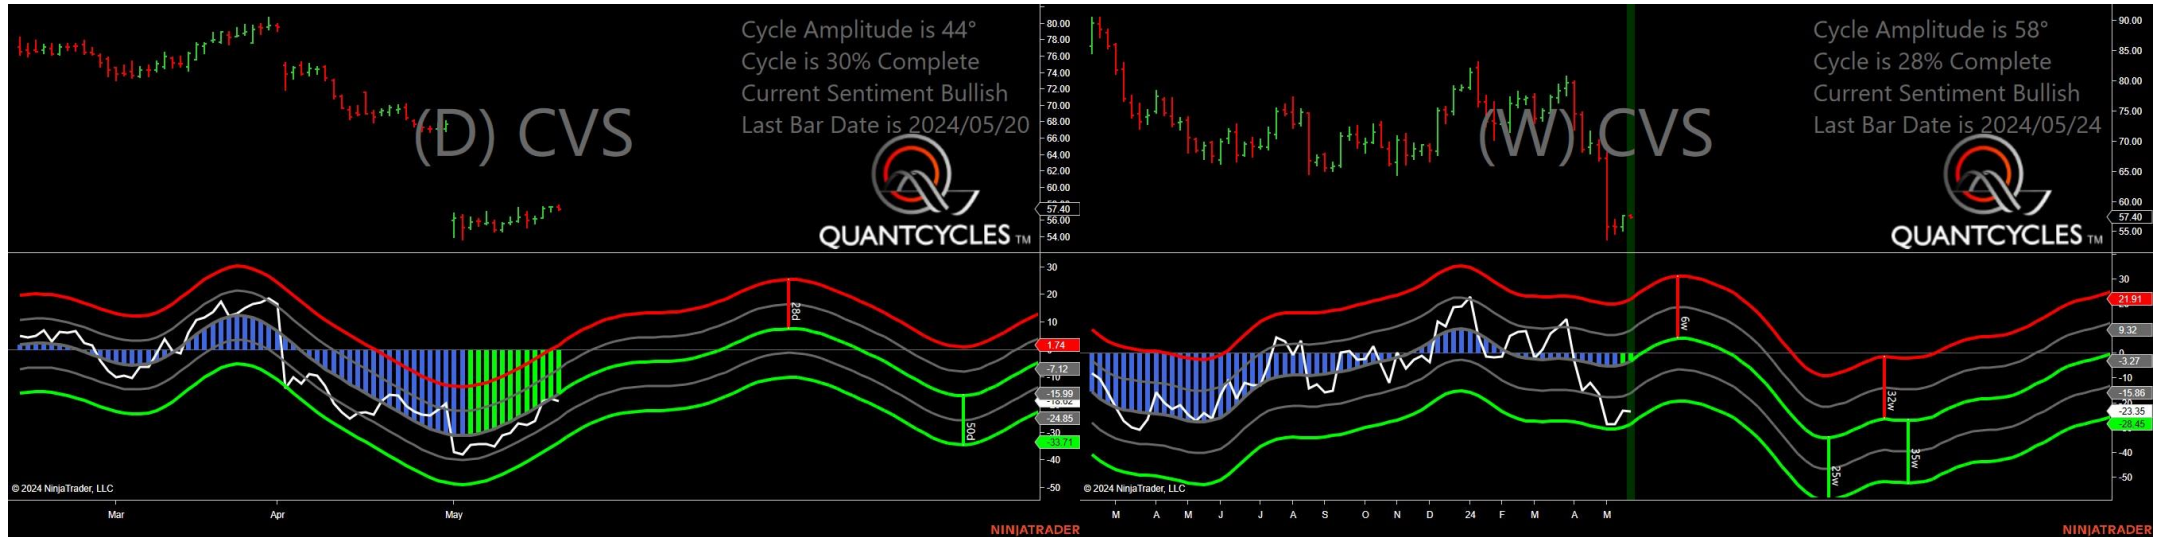 Cycle Amplitude is 44°
Cycle is 30% Complete
Current Sentiment Bullish
Last Bar Date is 2024/05/20
(D) CVS
QUANTCYCLES TM
80.00
78.00
76.00
74.00
72.00
70.00
68.00
66.00
64.00
62.00
60.00
57.40
56.00
54.00
30
20
10
1.74
-7.12
-10
-15.99
-24.85
-30
-33.71
-40
-50
28d
50d
© 2024 NinjaTrader, LLC
Mar Apr May
NINJATRADER
Cycle Amplitude is 58°
Cycle is 28% Complete
Current Sentiment Bullish
Last Bar Date is 2024/05/24
(W) CVS
QUANTCYCLES TM
90.00
85.00
80.00
75.00
70.00
65.00
60.00
57.40
55.00
30
21.91
9.32
0
-3.27
-10
-15.86
-23.35
-28.45
-40
-50
6w
32w
25w
35w
© 2024 NinjaTrader, LLC
M A M J J A S O N D 24 F M A M
NINJATRADER